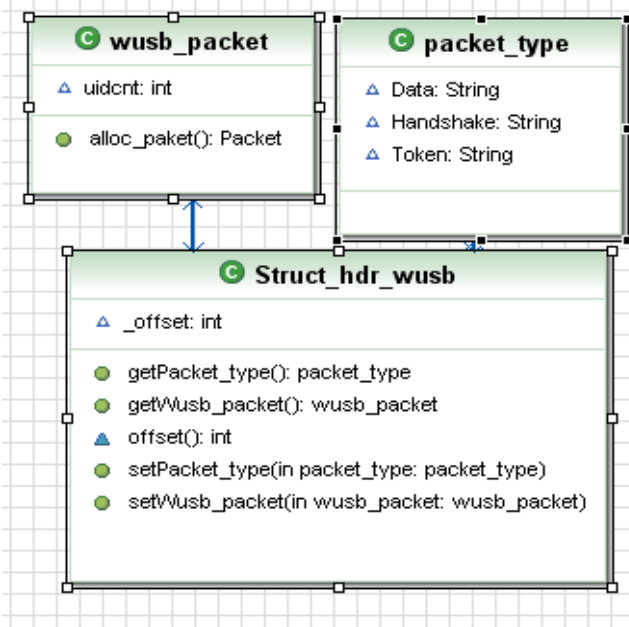 C wusb_packet
uidcnt: int
alloc_paket(): Packet
C packet_type
Data: String
Handshake: String
Token: String
C Struct_hdr_wusb
_offset: int
getPacket_type(): packet_type
getWusb_packet(): wusb_packet
offset(): int
setPacket_type(in packet_type: packet_type)
setWusb_packet(in wusb_packet: wusb_packet)